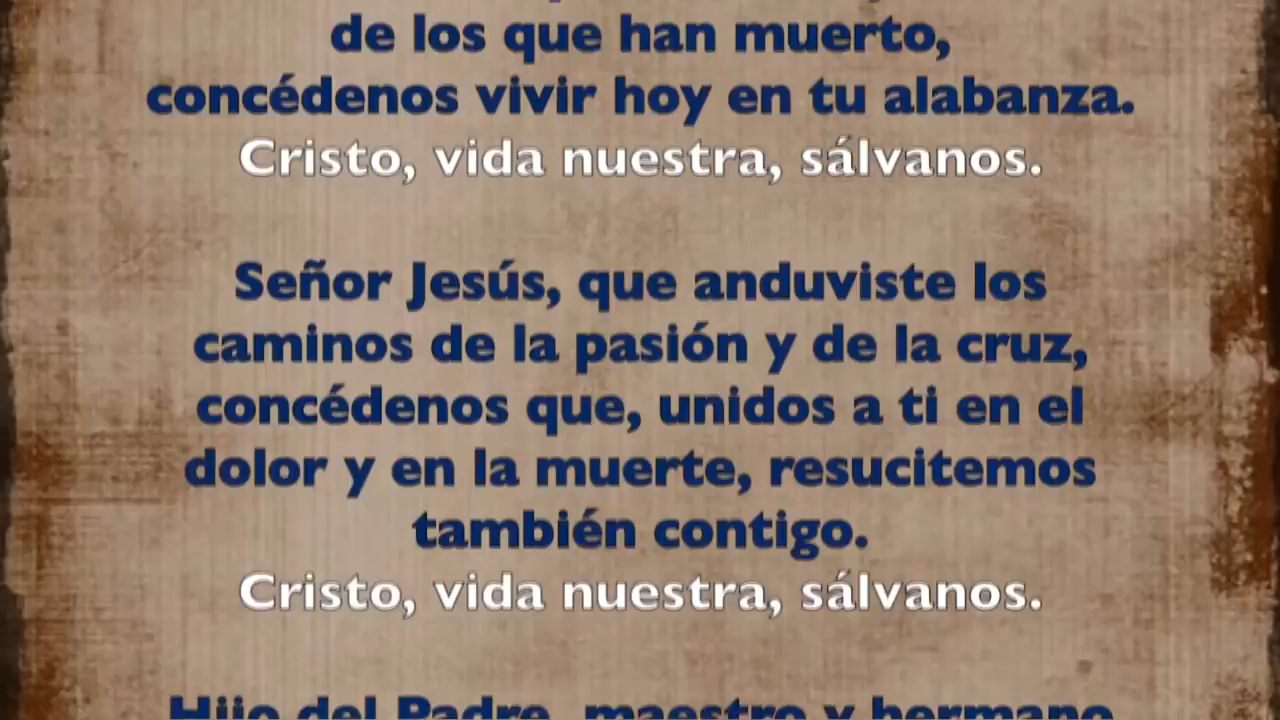 de los que han muerto,
concédenos vivir hoy en tu alabanza.
Cristo, vida nuestra, sálvanos.
Señor Jesús, que anduviste los
caminos de la pasión y de la cruz,
concédenos que, unidos a ti en el
dolor y en la muerte, resucitemos
también contigo.
Cristo, vida nuestra, sálvanos.
Hijo del Padre, maestro y hermano